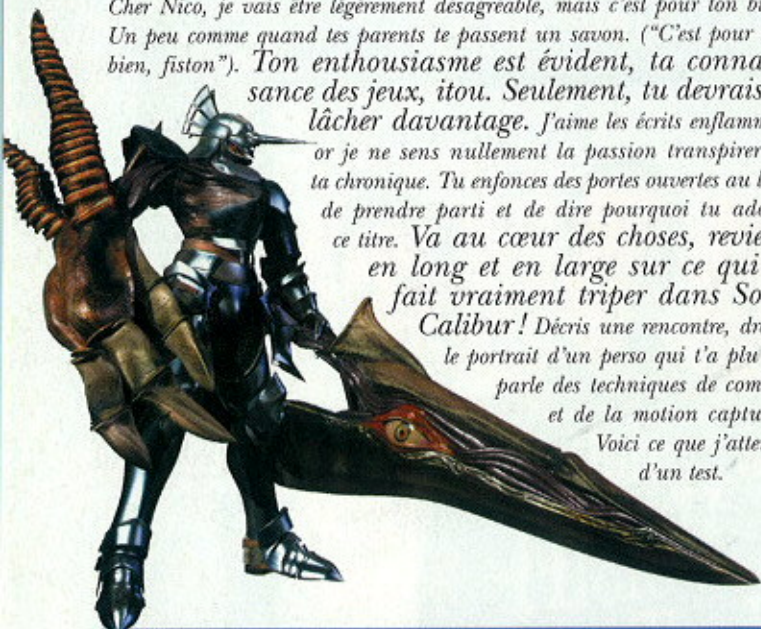 Cher Nico, je vais être légèrement désagréable, mais c'est pour ton bi
Un peu comme quand tes parents te passent un savon. ("C'est pour
bien, fiston"). Ton enthousiasme est évident, ta conna
sance des jeux, itou. Seulement, tu devrais
lâcher davantage. J'aime les écrits enflamm
or je ne sens nullement la passion transpirer
ta chronique. Tu enfonces des portes ouvertes au l
de prendre parti et de dire pourquoi tu ado
ce titre. Va au cœur des choses, revie
en long et en large sur ce qui
fait vraiment triper dans So
Calibur ! Décris une rencontre, dr
le portrait d'un perso qui t'a plu
parle des techniques de com
et de la motion captu
Voici ce que j'atte
d'un test.